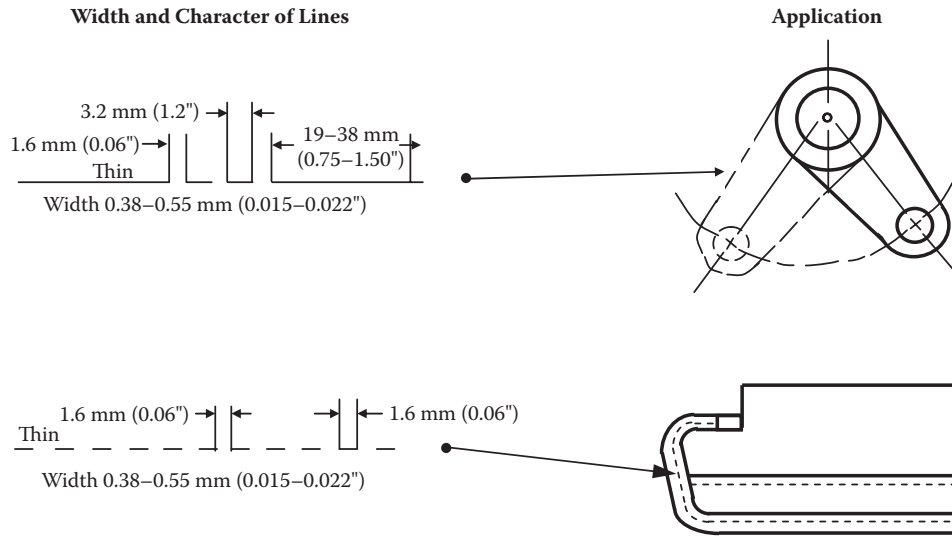 Width and Character of Lines
Application
3.2 mm (1.2")
1.6 mm (0.06")
19–38 mm
(0.75–1.50")
Thin
Width 0.38–0.55 mm (0.015–0.022")
1.6 mm (0.06")
1.6 mm (0.06")
Thin
Width 0.38–0.55 mm (0.015–0.022")